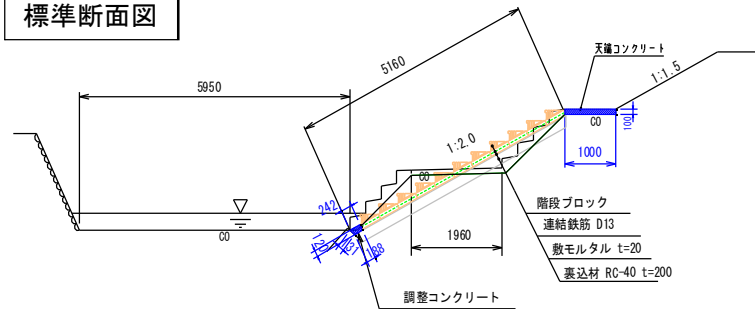 標準断面図
天端コンクリート
5160
1:1.5
5950
CO
100
1:2.0
1000
CO
242
階段ブロック
連結鉄筋 D13
1960
敷モルタル t=20
CO
188
裏込材 RC-40 t=200
調整コンクリート